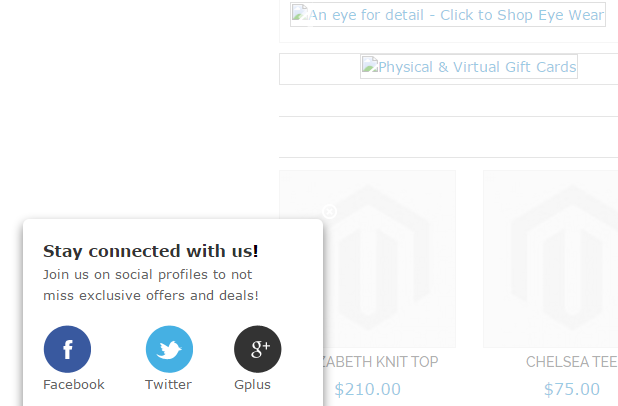 An eye for detail - Click to Shop Eye Wear
Physical & Virtual Gift Cards
Stay connected with us!
Join us on social profiles to not
miss exclusive offers and deals!
Facebook
Twitter
Gplus
ZABETH KNIT TOP
$210.00
CHELSEA TEE
$75.00